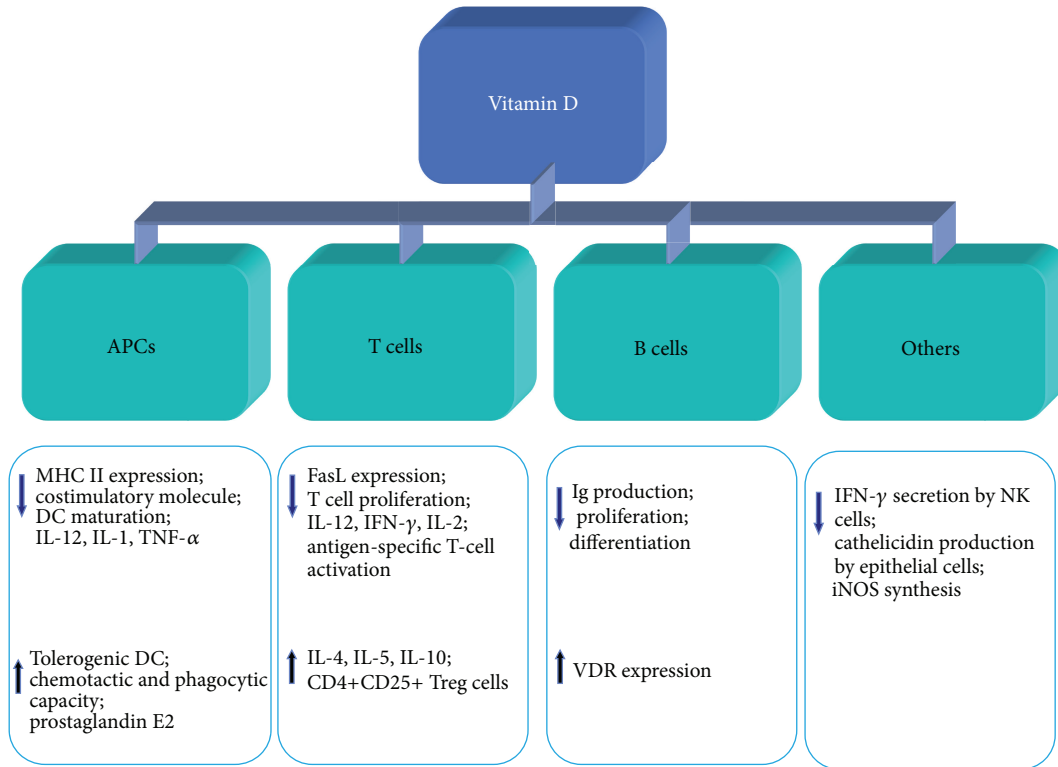 Vitamin D
APCs
T cells
B cells
Others
MHC II expression;
costimulatory molecule;
DC maturation;
IL-12, IL-1, TNF-α
Tolerogenic DC;
chemotactic and phagocytic
capacity;
prostaglandin E2
FasL expression;
T cell proliferation;
IL-12, IFN-γ, IL-2;
antigen-specific T-cell
activation
IL-4, IL-5, IL-10;
CD4+CD25+ Treg cells
Ig production;
proliferation;
differentiation
VDR expression
IFN-γ secretion by NK
cells;
cathelicidin production
by epithelial cells;
iNOS synthesis